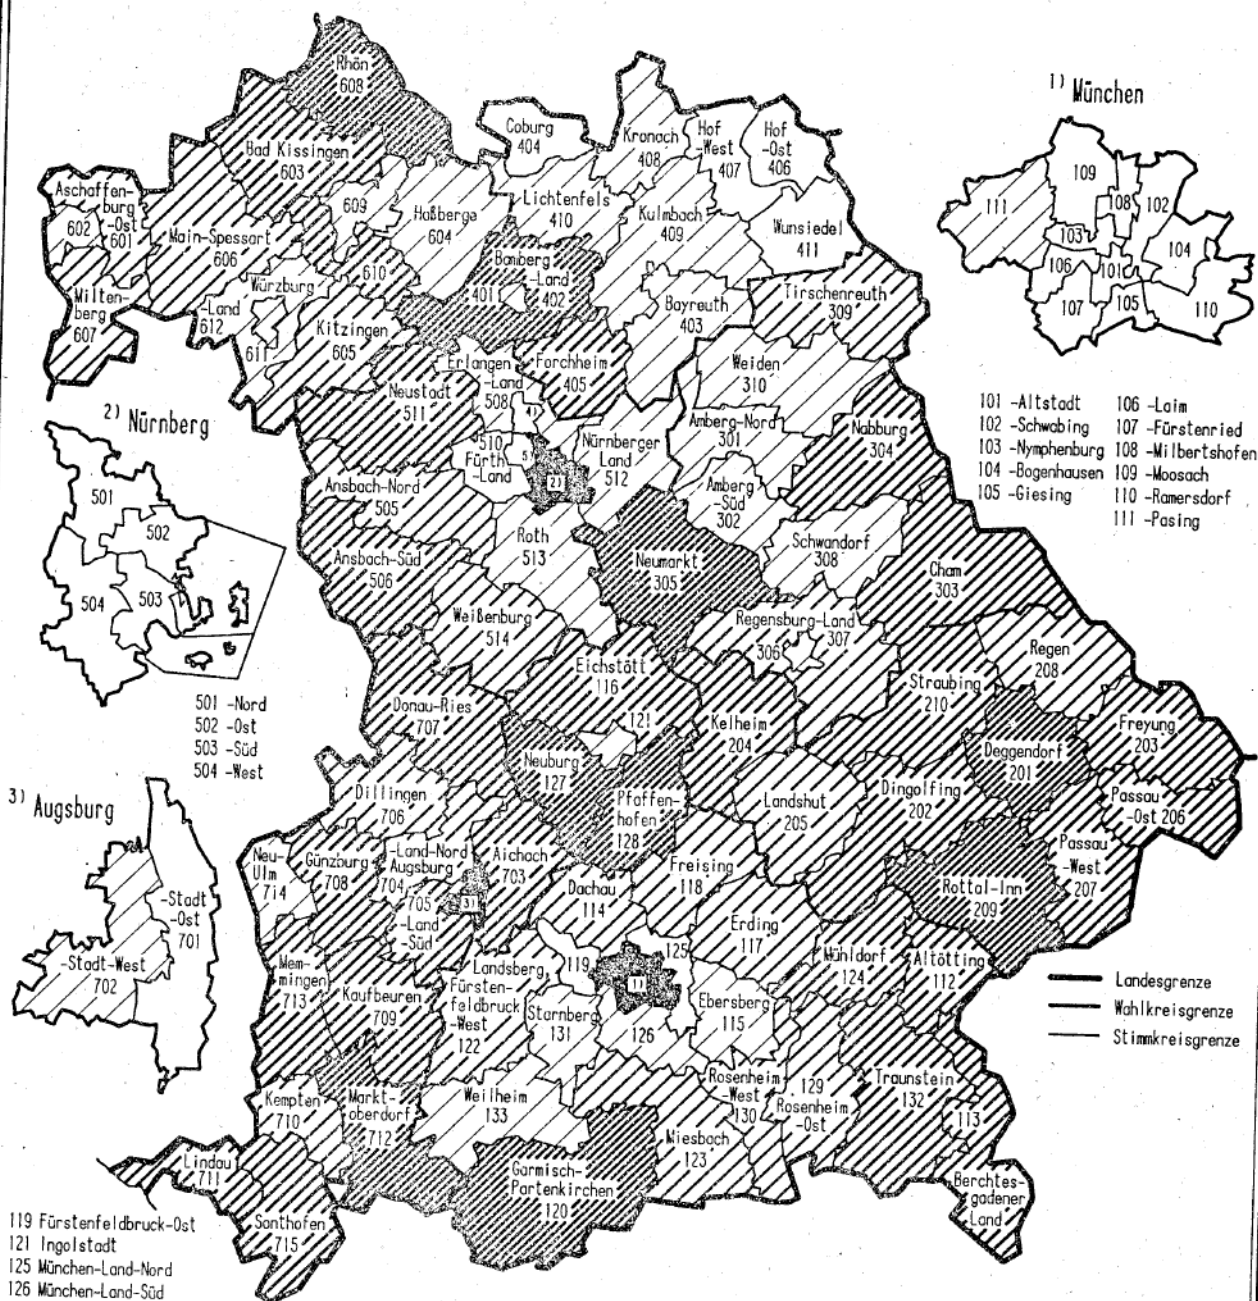 Rhön
608
Bad Kissingen
603
Coburg
404
Kronach
408
Hof
-West
407
Hof
-Ost
406
Aschaffen-
burg
-Ost
601
602
Main-Spessart
606
609
Haßberge
604
Lichtenfels
410
Kulmbach
409
Wunsiedel
411
Milten-
berg
607
Würzburg
-Land
612
611
610
Kitzingen
605
Bamberg
-Land
401
402
Bayreuth
403
Tirschenreuth
309
Erlangen
-Land
508
Forchheim
405
Weiden
310
Neustadt
511
4)
510
Fürth
-Land
5)
2)
Nürnberger
Land
512
Amberg-Nord
301
Nabburg
304
Ansbach-Nord
505
Amberg
-Süd
302
Roth
513
Schwandorf
308
Ansbach-Süd
506
Neumarkt
305
Cham
303
Weißenburg
514
Regensburg-Land
306
307
Regen
208
Eichstätt
116
Straubing
210
Donau-Ries
707
121
Kelheim
204
Freyung
203
Neuburg
127
Deggendorf
201
Dillingen
706
Pfaffen-
hofen
128
Landshut
205
Dingolfing
202
Passau
-Ost 206
Neu-
Ulm
714
Günzburg
708
-Land-Nord
Augsburg
704
705
-Land
-Süd
3)
Aichach
703
Freising
118
Passau
-West
207
Dachau
114
Rottal-Inn
209
Erding
117
Mem-
mingen
713
Kaufbeuren
709
Landsberg
Fürsten-
feldbruck
-West
122
119
125
1)
Mühldorf
124
Altötting
112
Starnberg
131
126
Ebersberg
115
Kempten
710
Markt-
oberdorf
712
Weilheim
133
Rosenheim
-West
130
129
Rosenheim
-Ost
Traunstein
132
113
Miesbach
123
Lindau
711
Garmisch-
Partenkirchen
120
Berchtes-
gadener
Land
Sonthofen
715
1) München
109
111
108
102
103
104
106
101
107
105
110
101 -Altstadt
102 -Schwabing
103 -Nymphenburg
104 -Bogenhausen
105 -Giesing
106 -Laim
107 -Fürstenried
108 -Milbertshofen
109 -Moosach
110 -Ramersdorf
111 -Pasing
2) Nürnberg
501
502
504
503
501 -Nord
502 -Ost
503 -Süd
504 -West
3) Augsburg
-Stadt
-Ost
701
-Stadt-West
702
Landesgrenze
Wahlkreisgrenze
Stimmkreisgrenze
119 Fürstenfeldbruck-Ost
121 Ingolstadt
125 München-Land-Nord
126 München-Land-Süd